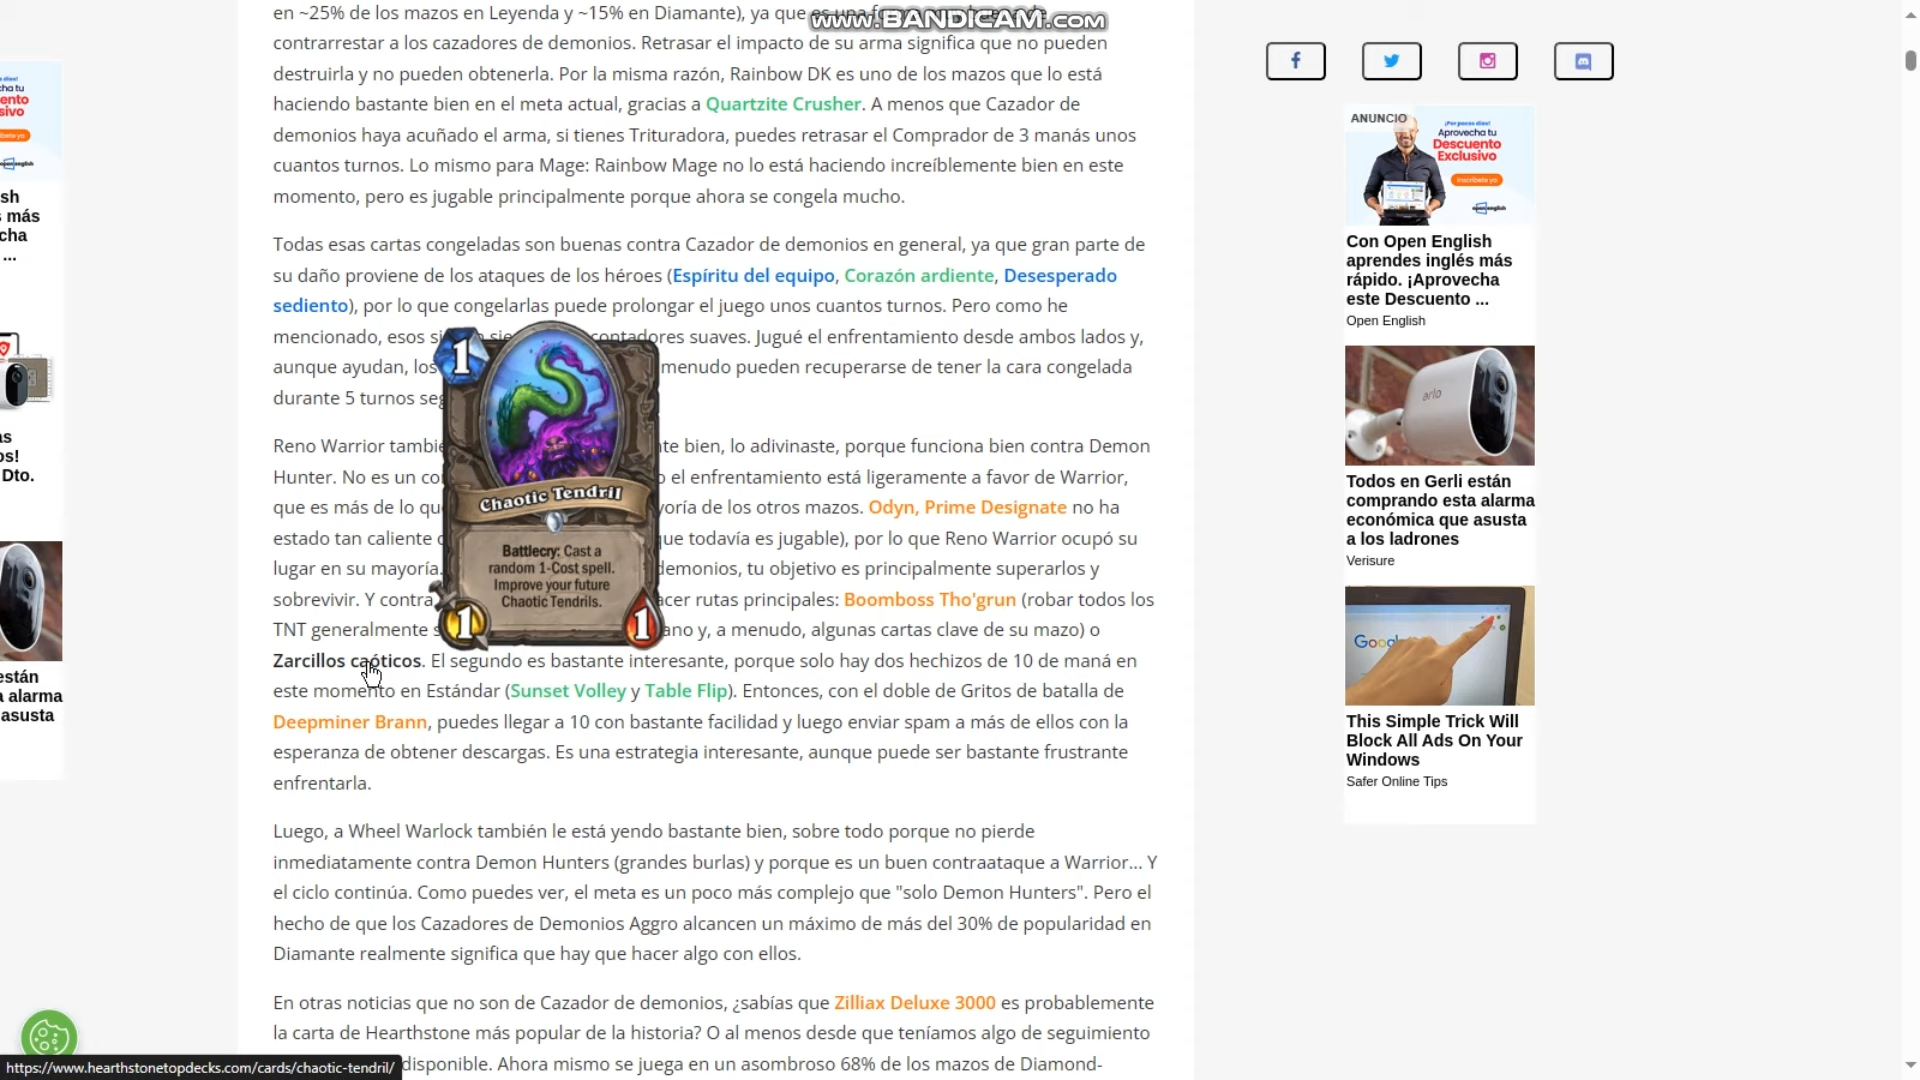 www.BANDICAM.com
en ~25% de los mazos en Leyenda y ~15% en Diamante), ya que es una
contrarrestar a los cazadores de demonios. Retrasar el impacto de su arma significa que no pueden
destruirla y no pueden obtenerla. Por la misma razón, Rainbow DK es uno de los mazos que lo está
haciendo bastante bien en el meta actual, gracias a Quartzite Crusher. A menos que Cazador de
demonios haya acuñado el arma, si tienes Trituradora, puedes retrasar el Comprador de 3 manás unos
cuantos turnos. Lo mismo para Mage: Rainbow Mage no lo está haciendo increíblemente bien en este
momento, pero es jugable principalmente porque ahora se congela mucho.
Todas esas cartas congeladas son buenas contra Cazador de demonios en general, ya que gran parte de
su daño proviene de los ataques de los héroes (Espíritu del equipo, Corazón ardiente, Desesperado
sediento), por lo que congelarlas puede prolongar el juego unos cuantos turnos. Pero como he
mencionado, esos contadores suaves. Jugué el enfrentamiento desde ambos lados y,
aunque ayudan, los menudo pueden recuperarse de tener la cara congelada
durante 5 turnos
Reno Warrior bien, lo adivinaste, porque funciona bien contra Demon
Hunter. No es un el enfrentamiento está ligeramente a favor de Warrior,
que es más de lo de los otros mazos. Odyn, Prime Designate no ha
estado tan caliente que todavía es jugable), por lo que Reno Warrior ocupó su
lugar en su mayoría. demonios, tu objetivo es principalmente superarlos y
sobrevivir. Y contra rutas principales: Boomboss Tho'grun (robar todos los
TNT generalmente y, a menudo, algunas cartas clave de su mazo) o
Zarcillos caóticos. El segundo es bastante interesante, porque solo hay dos hechizos de 10 de maná en
este momento en Estándar (Sunset Volley y Table Flip). Entonces, con el doble de Gritos de batalla de
Deepminer Brann, puedes llegar a 10 con bastante facilidad y luego enviar spam a más de ellos con la
esperanza de obtener descargas. Es una estrategia interesante, aunque puede ser bastante frustrante
enfrentarla.
Luego, a Wheel Warlock también le está yendo bastante bien, sobre todo porque no pierde
inmediatamente contra Demon Hunters (grandes burlas) y porque es un buen contraataque a Warrior... Y
el ciclo continúa. Como puedes ver, el meta es un poco más complejo que "solo Demon Hunters". Pero el
hecho de que los Cazadores de Demonios Aggro alcancen un máximo de más del 30% de popularidad en
Diamante realmente significa que hay que hacer algo con ellos.
En otras noticias que no son de Cazador de demonios, ¿sabías que Zilliax Deluxe 3000 es probablemente
la carta de Hearthstone más popular de la historia? O al menos desde que teníamos algo de seguimiento
disponible. Ahora mismo se juega en un asombroso 68% de los mazos de Diamond-
1
Chaotic Tendril
Battlecry: Cast a
random 1-Cost spell.
Improve your future
Chaotic Tendrils.
1
1
https://www.hearthstonetopdecks.com/cards/chaotic-tendril/
cha tu
ento
sivo
más
cha
...
Dto.
están
a alarma
asusta
ANUNCIO
¡Por pocos días!
Aprovecha tu
Descuento
Exclusivo
Inscríbete ya
open english
Con Open English
aprendes inglés más
rápido. ¡Aprovecha
este Descuento ...
Open English
arlo
Todos en Gerli están
comprando esta alarma
económica que asusta
a los ladrones
Verisure
Goog
This Simple Trick Will
Block All Ads On Your
Windows
Safer Online Tips